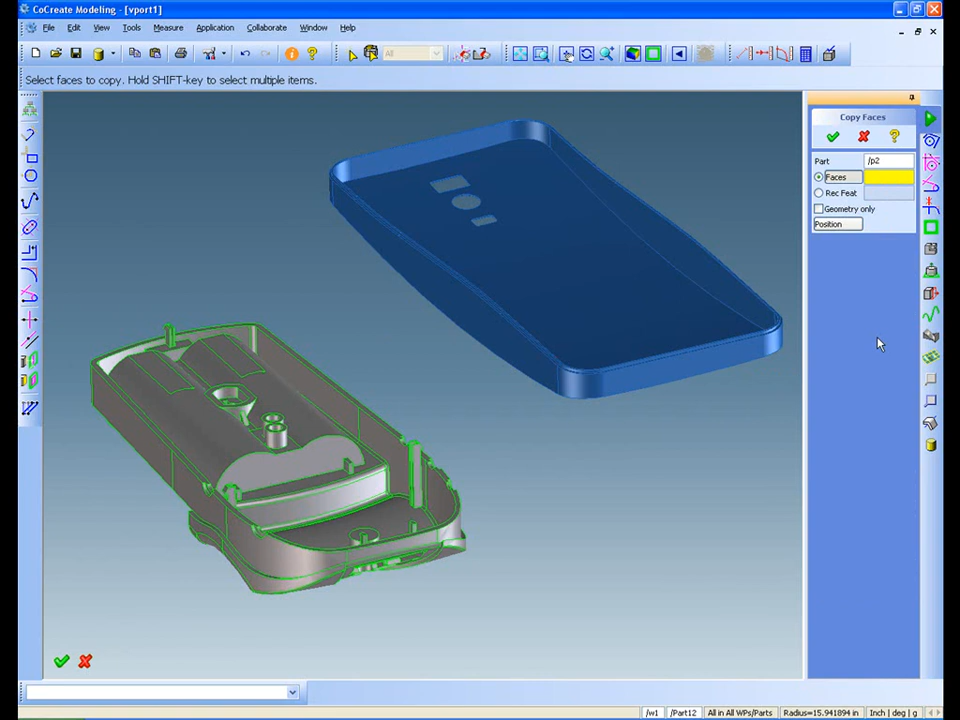 CoCreate Modeling - [vport1]
File Edit View Tools Measure Application Collaborate Window Help
All
Select faces to copy. Hold SHIFT-key to select multiple items.
Copy Faces
Part /p2
Faces
Rec Feat
Geometry only
Position
/w1 /Part12 All in All WPs/Parts Radius=15.941894 in Inch | deg | g